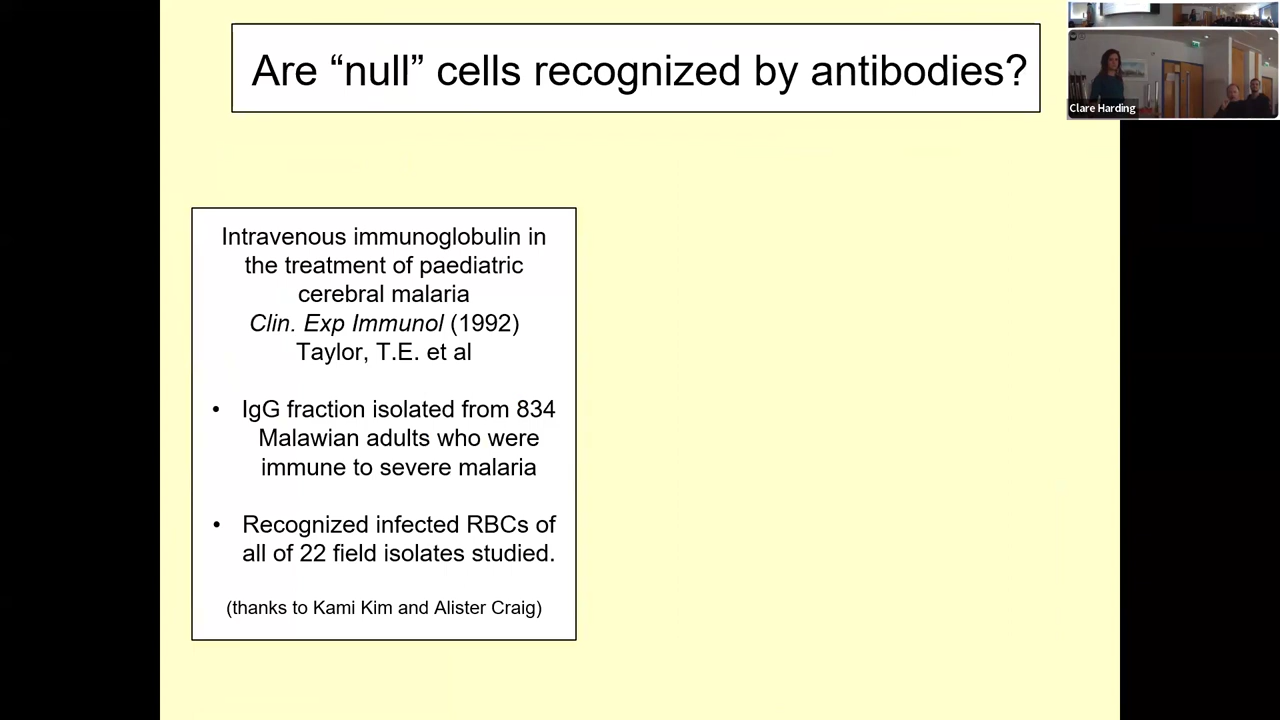 Are “null” cells recognized by antibodies?
Clare Harding
Intravenous immunoglobulin in
the treatment of paediatric
cerebral malaria
Clin. Exp Immunol (1992)
Taylor, T.E. et al
• IgG fraction isolated from 834
Malawian adults who were
immune to severe malaria
• Recognized infected RBCs of
all of 22 field isolates studied.
(thanks to Kami Kim and Alister Craig)